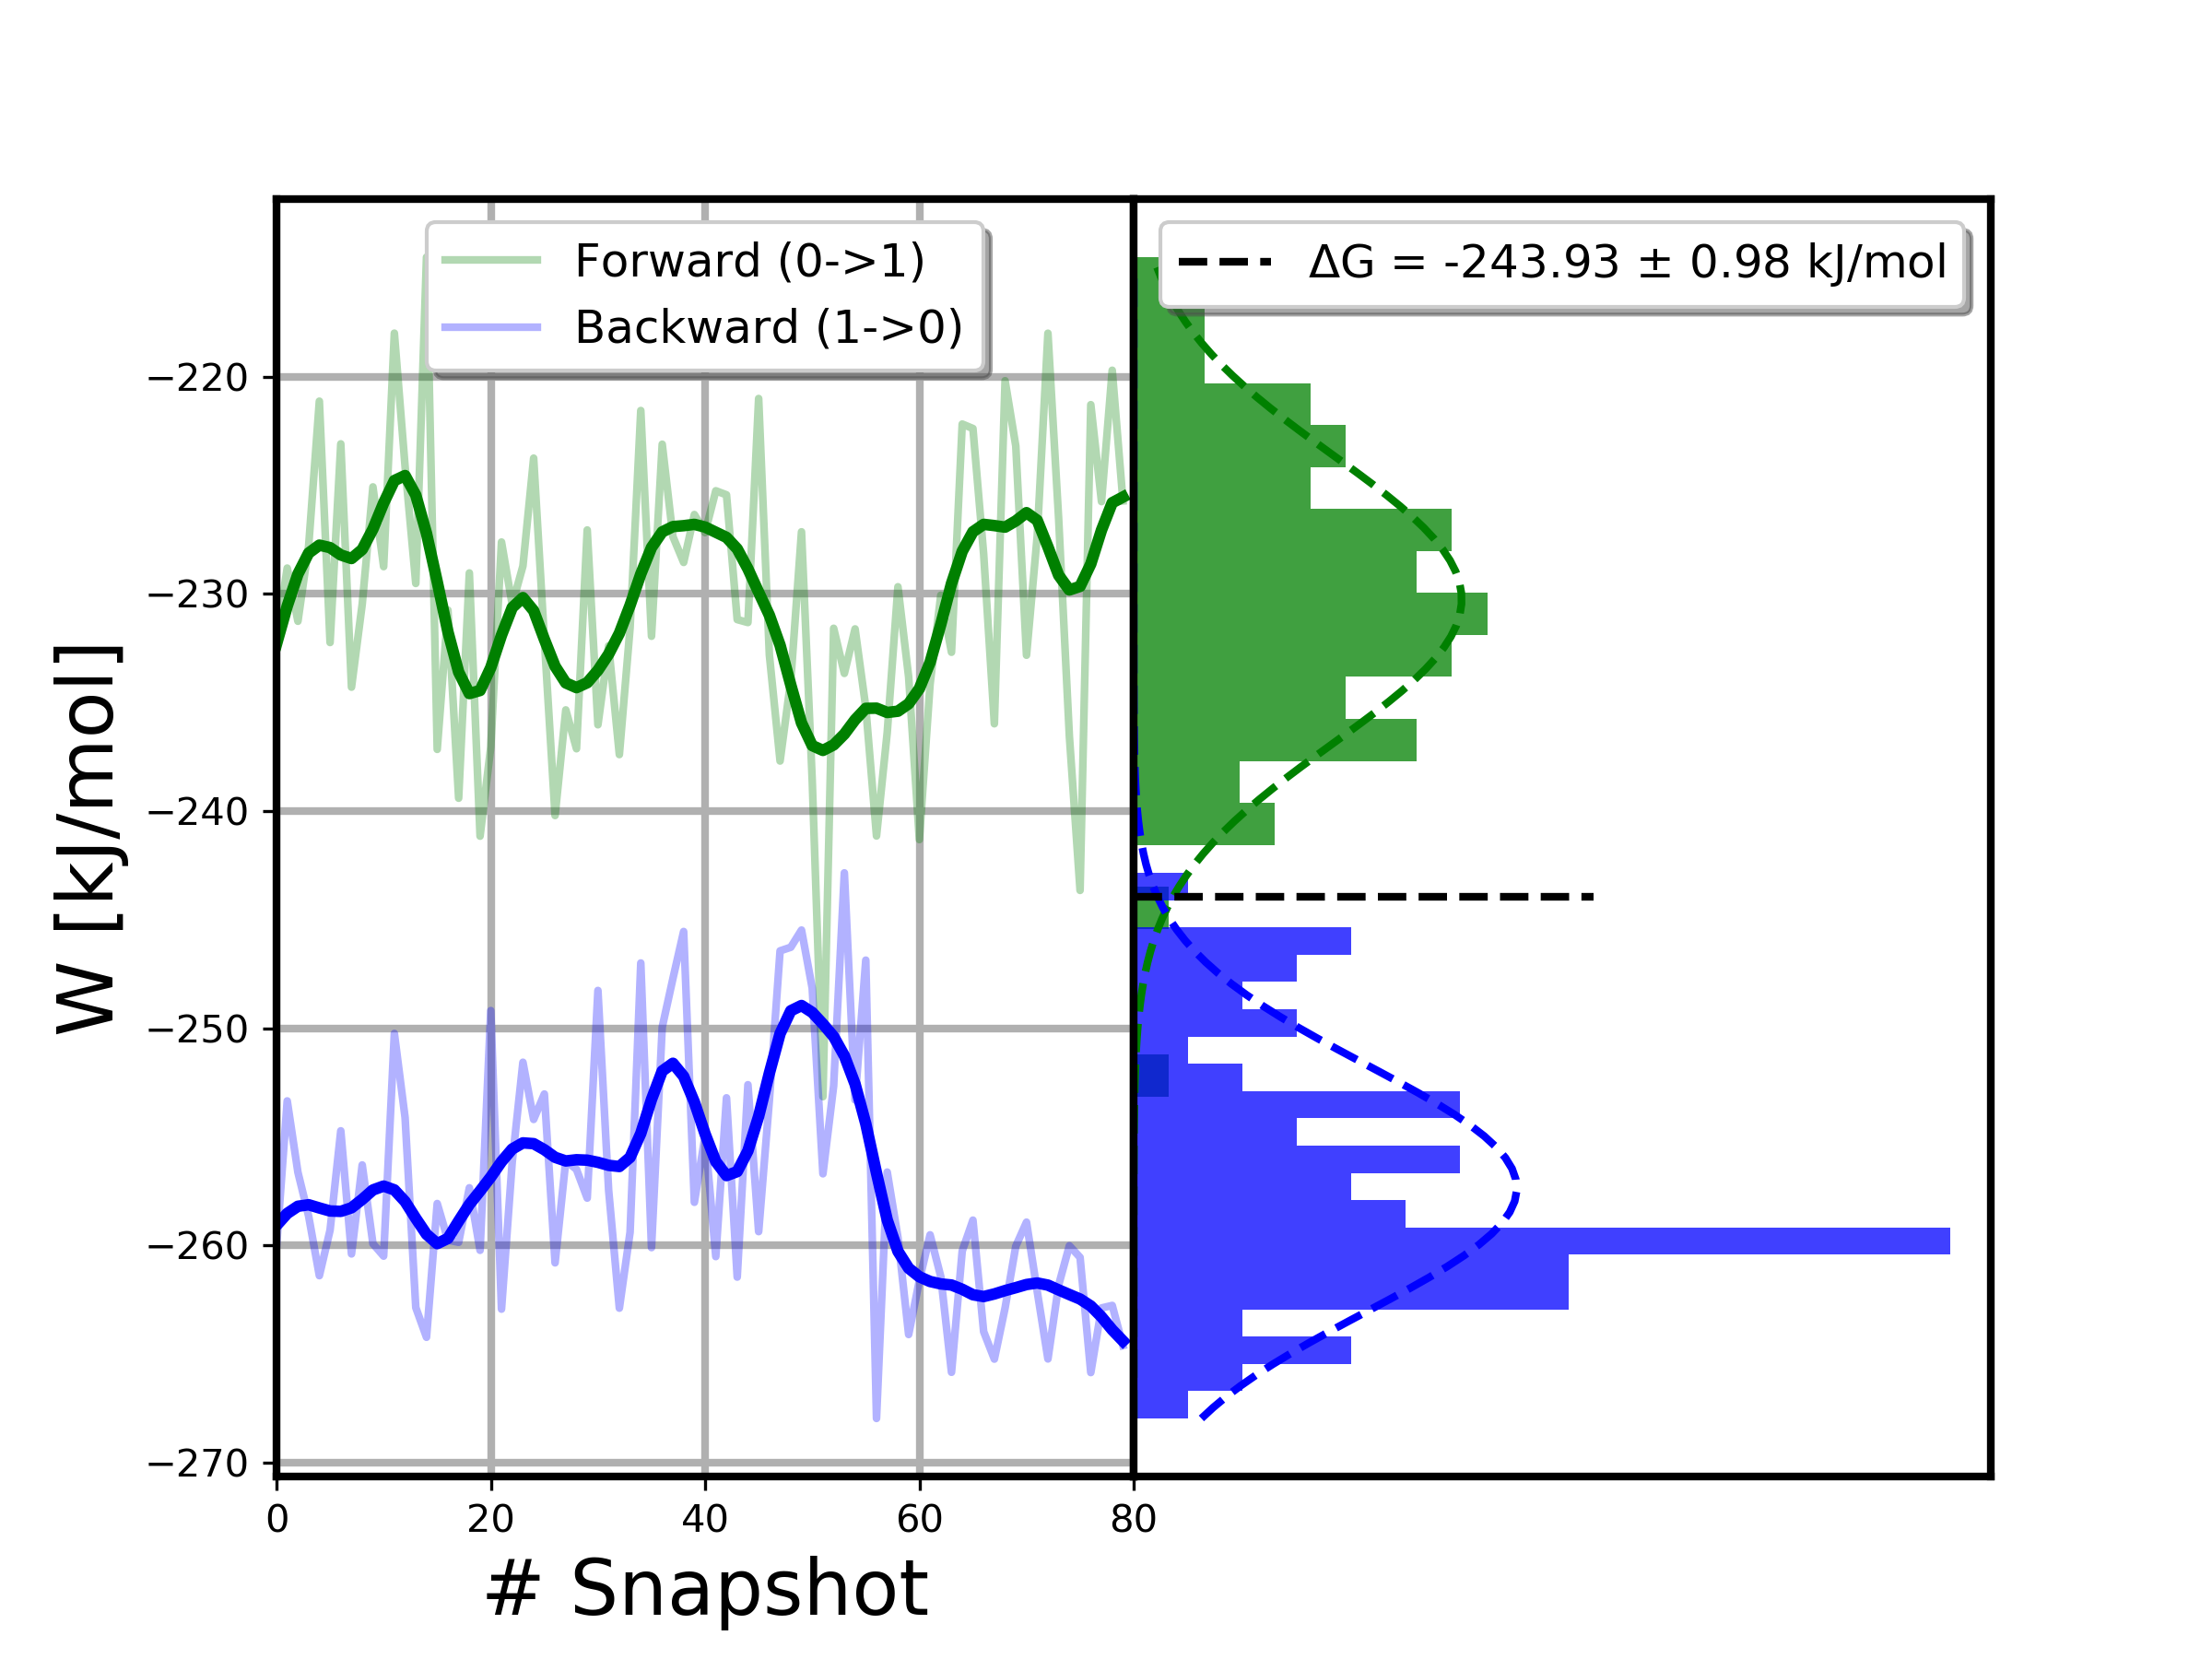 Forward (0->1)
Backward (1->0)
ΔG = -243.93 ± 0.98 kJ/mol
W [kJ/mol]
−220
−230
−240
−250
−260
−270
0 20 40 60 80
# Snapshot